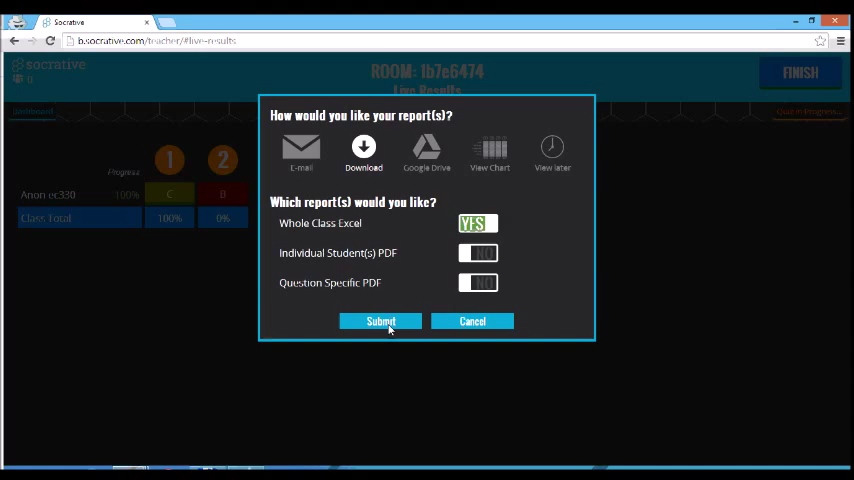 Socrative
b.socrative.com/teacher/#live-results
socrative
0
ROOM: 1b7e6474
Live Results
FINISH
Dashboard
Quiz in Progress...
How would you like your report(s)?
E-mail Download Google Drive View Chart View later
Which report(s) would you like?
Whole Class Excel YES
Individual Student(s) PDF NO
Question Specific PDF NO
Submit Cancel
Progress 1 2
Anon ec330 100% C B
Class Total 100% 0%